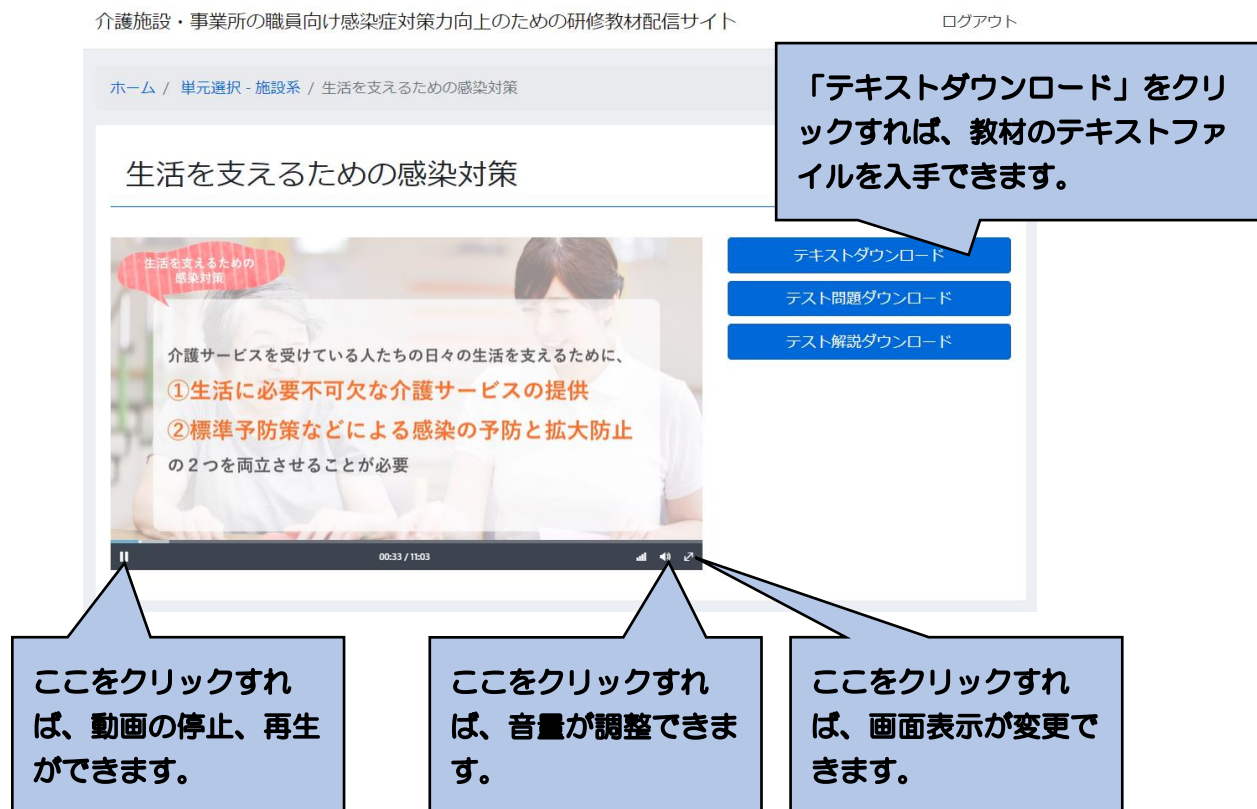 介護施設・事業所の職員向け感染症対策力向上のための研修教材配信サイト
ログアウト
ホーム / 単元選択 - 施設系 / 生活を支えるための感染対策
「テキストダウンロード」をクリ
ックすれば、教材のテキストファ
イルを入手できます。
生活を支えるための感染対策
生活を支えるための
感染対策
介護サービスを受けている人たちの日々の生活を支えるために、
①生活に必要不可欠な介護サービスの提供
②標準予防策などによる感染の予防と拡大防止
の２つを両立させることが必要
00:33 / 11:03
テキストダウンロード
テスト問題ダウンロード
テスト解説ダウンロード
ここをクリックすれ
ば、動画の停止、再生
ができます。
ここをクリックすれ
ば、音量が調整できま
す。
ここをクリックすれ
ば、画面表示が変更で
きます。